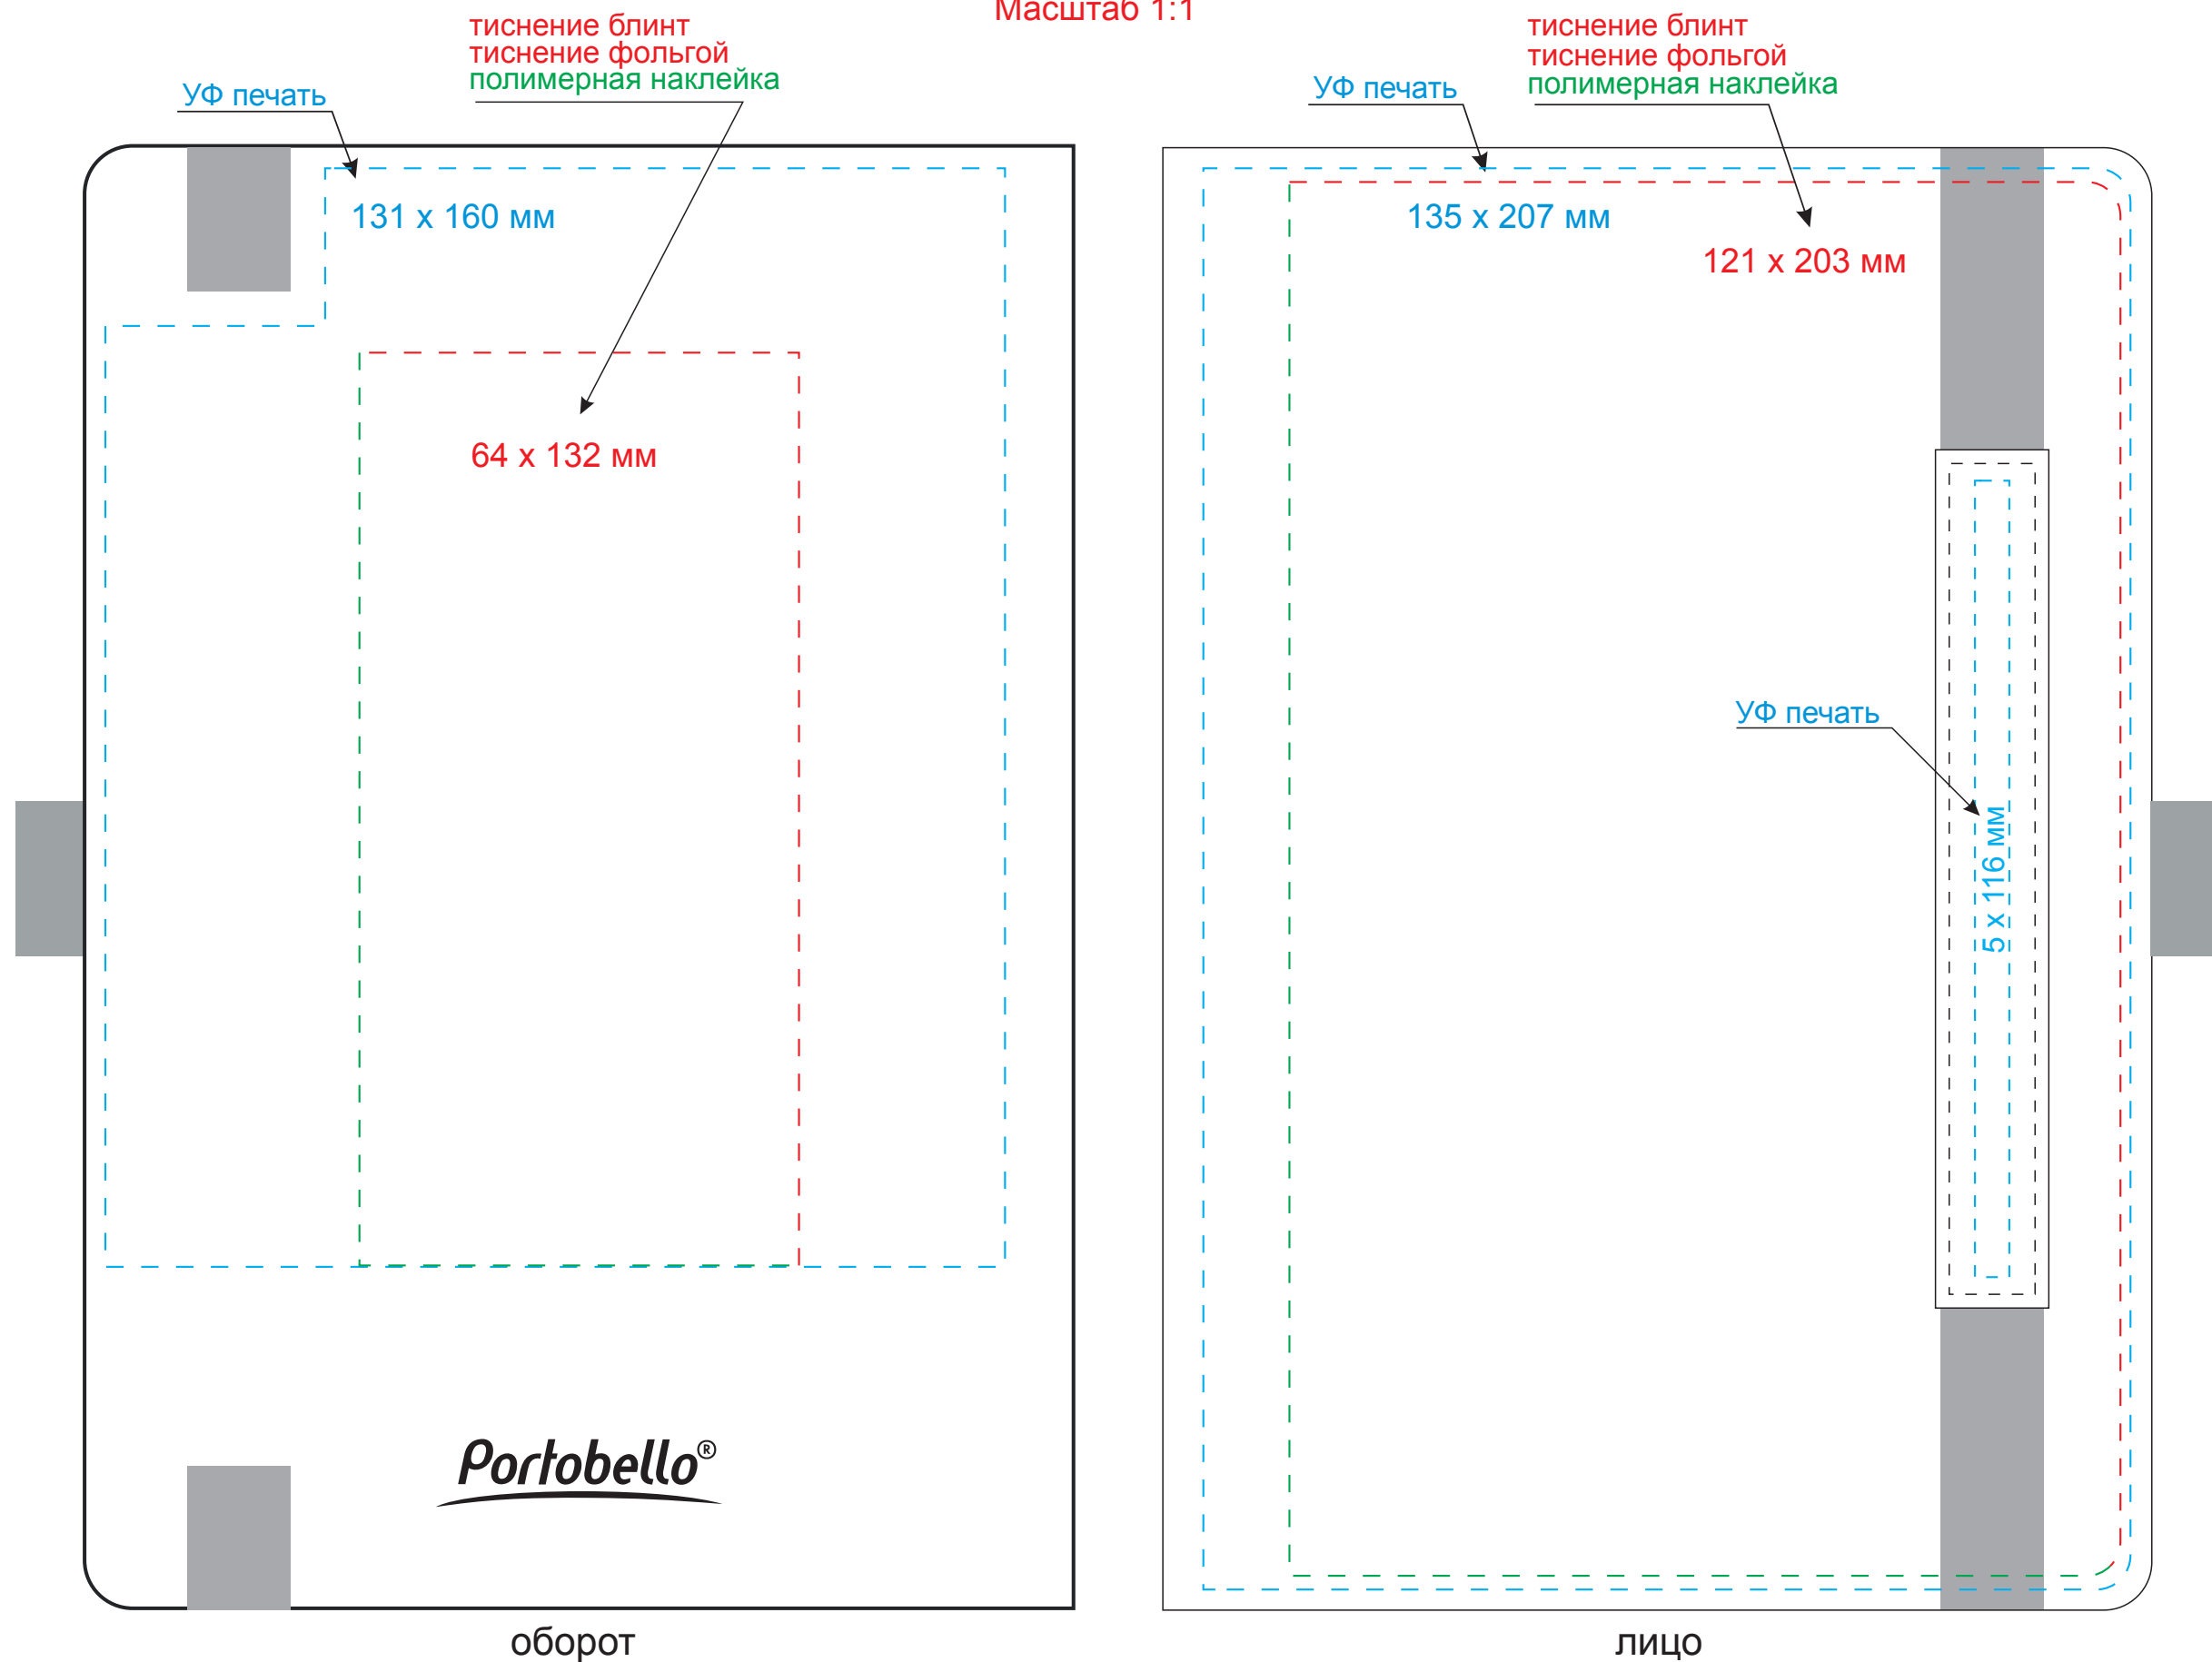 Масштаб 1:1
тиснение блинт
тиснение фольгой
полимерная наклейка
УФ печать
131 x 160 мм
64 x 132 мм
Portobello®
оборот
тиснение блинт
тиснение фольгой
полимерная наклейка
УФ печать
135 x 207 мм
121 x 203 мм
УФ печать
5 x 116 мм
лицо